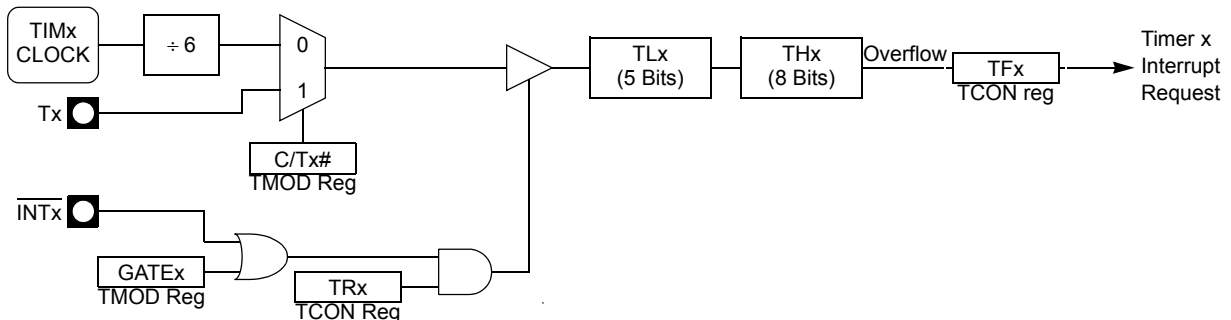 TIMx
CLOCK
÷ 6
0
1
Tx
C/Tx#
TMOD Reg
TLx
(5 Bits)
THx
(8 Bits)
Overflow
TFx
TCON reg
Timer x
Interrupt
Request
INTx
GATEx
TMOD Reg
TRx
TCON Reg